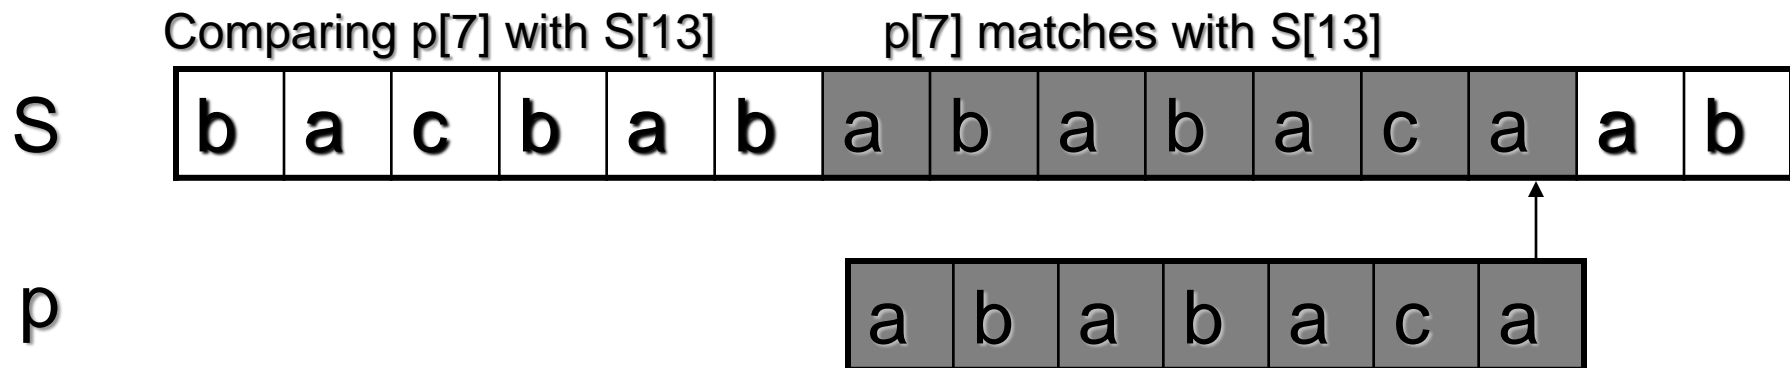 Comparing p[7] with S[13] p[7] matches with S[13]
S b a c b a b a b a b a c a a b
p a b a b a c a